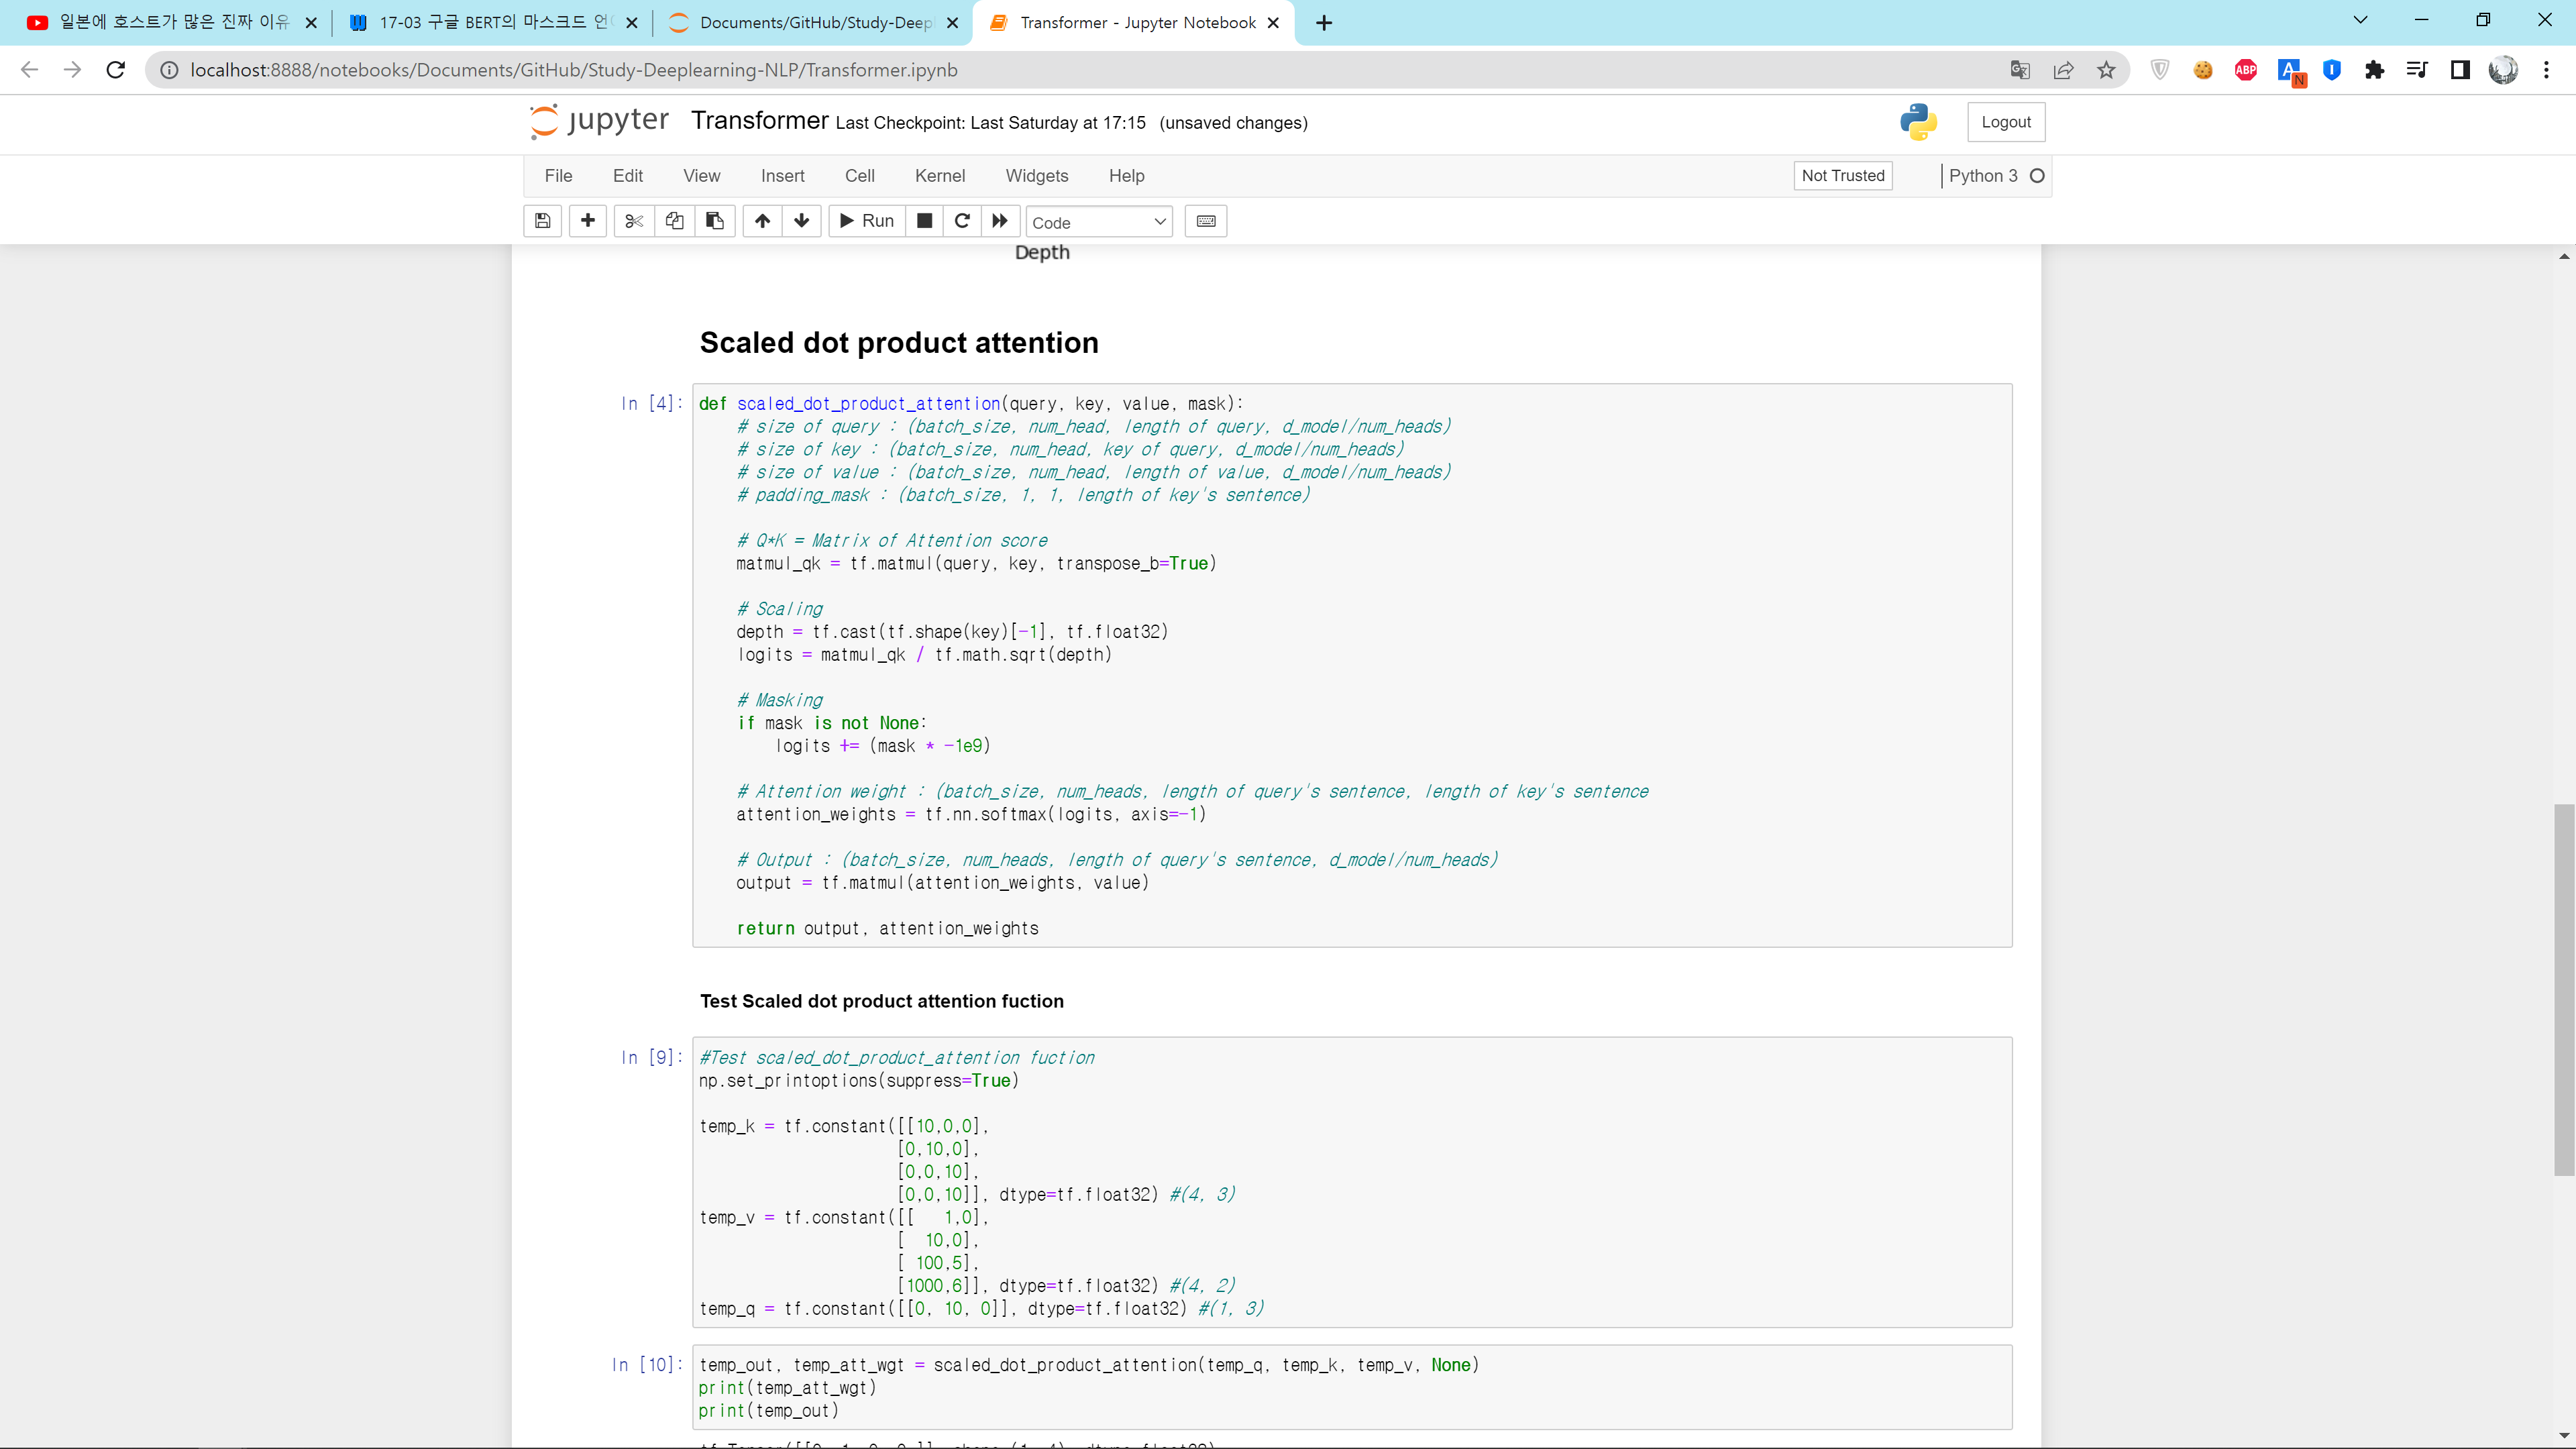 일본에 호스트가 많은 진짜 이유
17-03 구글 BERT의 마스크드 언
Documents/GitHub/Study-Deep
Transformer - Jupyter Notebook
localhost:8888/notebooks/Documents/GitHub/Study-Deeplearning-NLP/Transformer.ipynb
ABP
A
N
jupyter Transformer Last Checkpoint: Last Saturday at 17:15 (unsaved changes)
Logout
File Edit View Insert Cell Kernel Widgets Help
Not Trusted
Python 3
Run
Code
Depth
Scaled dot product attention
In [4]:
def scaled_dot_product_attention(query, key, value, mask):
# size of query : (batch_size, num_head, length of query, d_model/num_heads)
# size of key : (batch_size, num_head, key of query, d_model/num_heads)
# size of value : (batch_size, num_head, length of value, d_model/num_heads)
# padding_mask : (batch_size, 1, 1, length of key's sentence)
# Q*K = Matrix of Attention score
matmul_qk = tf.matmul(query, key, transpose_b=True)
# Scaling
depth = tf.cast(tf.shape(key)[-1], tf.float32)
logits = matmul_qk / tf.math.sqrt(depth)
# Masking
if mask is not None:
logits += (mask * -1e9)
# Attention weight : (batch_size, num_heads, length of query's sentence, length of key's sentence
attention_weights = tf.nn.softmax(logits, axis=-1)
# Output : (batch_size, num_heads, length of query's sentence, d_model/num_heads)
output = tf.matmul(attention_weights, value)
return output, attention_weights
Test Scaled dot product attention fuction
In [9]:
#Test scaled_dot_product_attention fuction
np.set_printoptions(suppress=True)
temp_k = tf.constant([[10,0,0],
[0,10,0],
[0,0,10],
[0,0,10]], dtype=tf.float32) #(4, 3)
temp_v = tf.constant([[   1,0],
[  10,0],
[ 100,5],
[1000,6]], dtype=tf.float32) #(4, 2)
temp_q = tf.constant([[0, 10, 0]], dtype=tf.float32) #(1, 3)
In [10]:
temp_out, temp_att_wgt = scaled_dot_product_attention(temp_q, temp_k, temp_v, None)
print(temp_att_wgt)
print(temp_out)